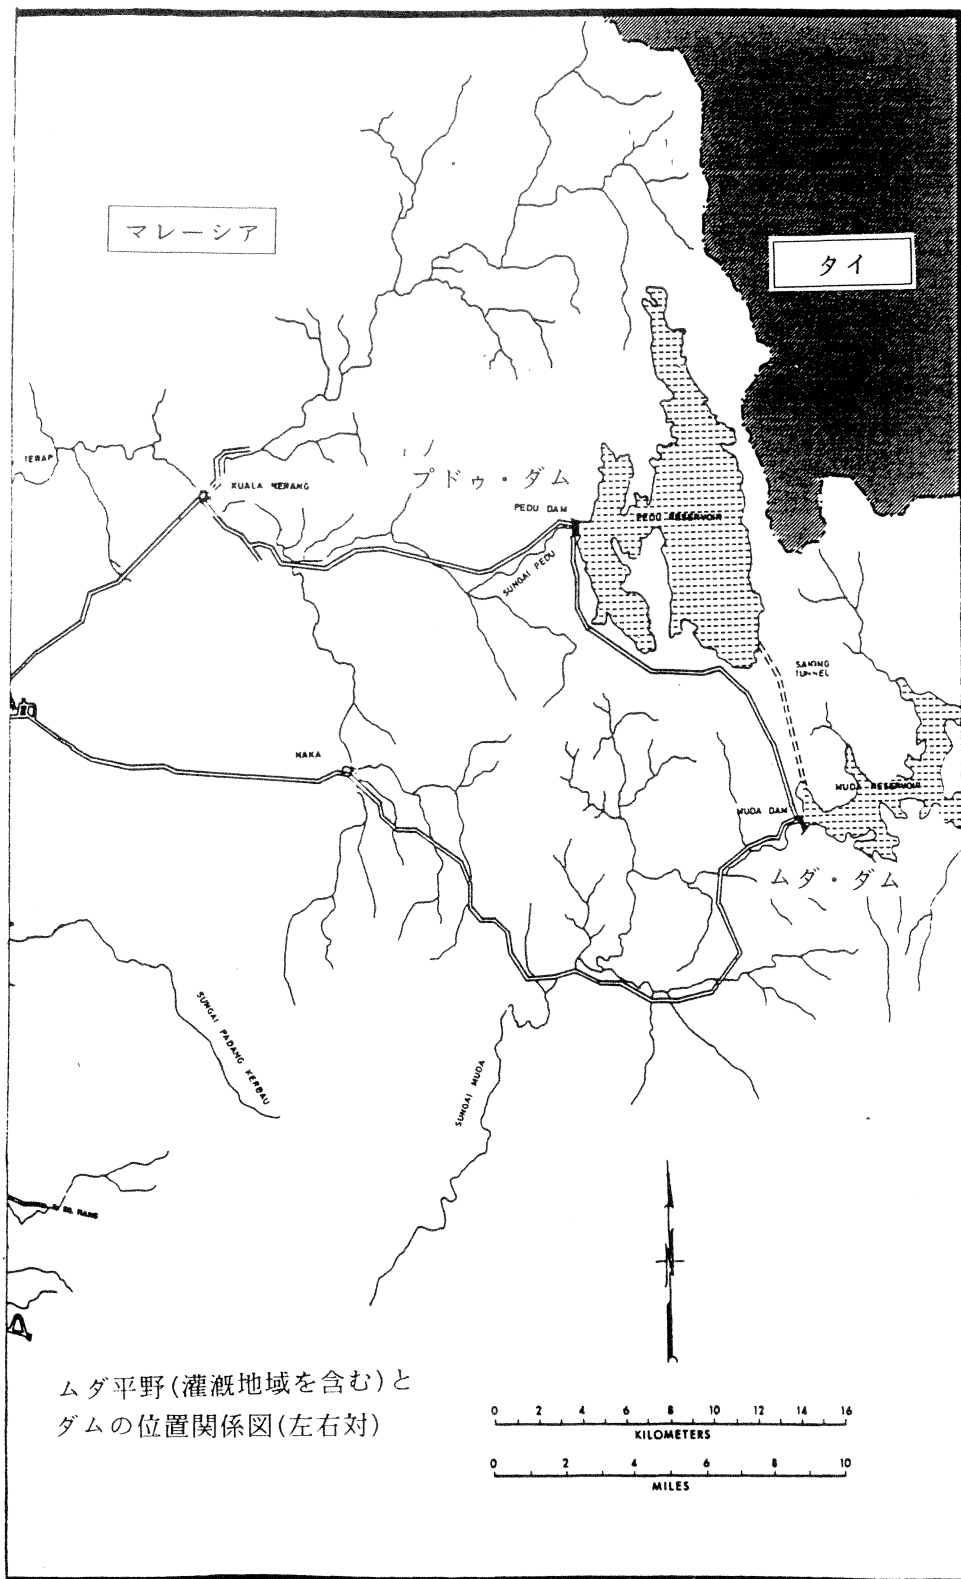 マレーシア
タイ
KUALA NERANG
プドゥ・ダム
PEDU DAM
PEDU RESERVOIR
SUNGAI PEDU
SAIONG
TUNNEL
NAKA
MUDA RESERVOIR
MUDA DAM
ムダ・ダム
SUNGAI PADANG KERBAU
SUNGAI MUDA
ムダ平野(灌漑地域を含む)と
ダムの位置関係図(左右対)
0 2 4 6 8 10 12 14 16
KILOMETERS
0 2 4 6 8 10
MILES